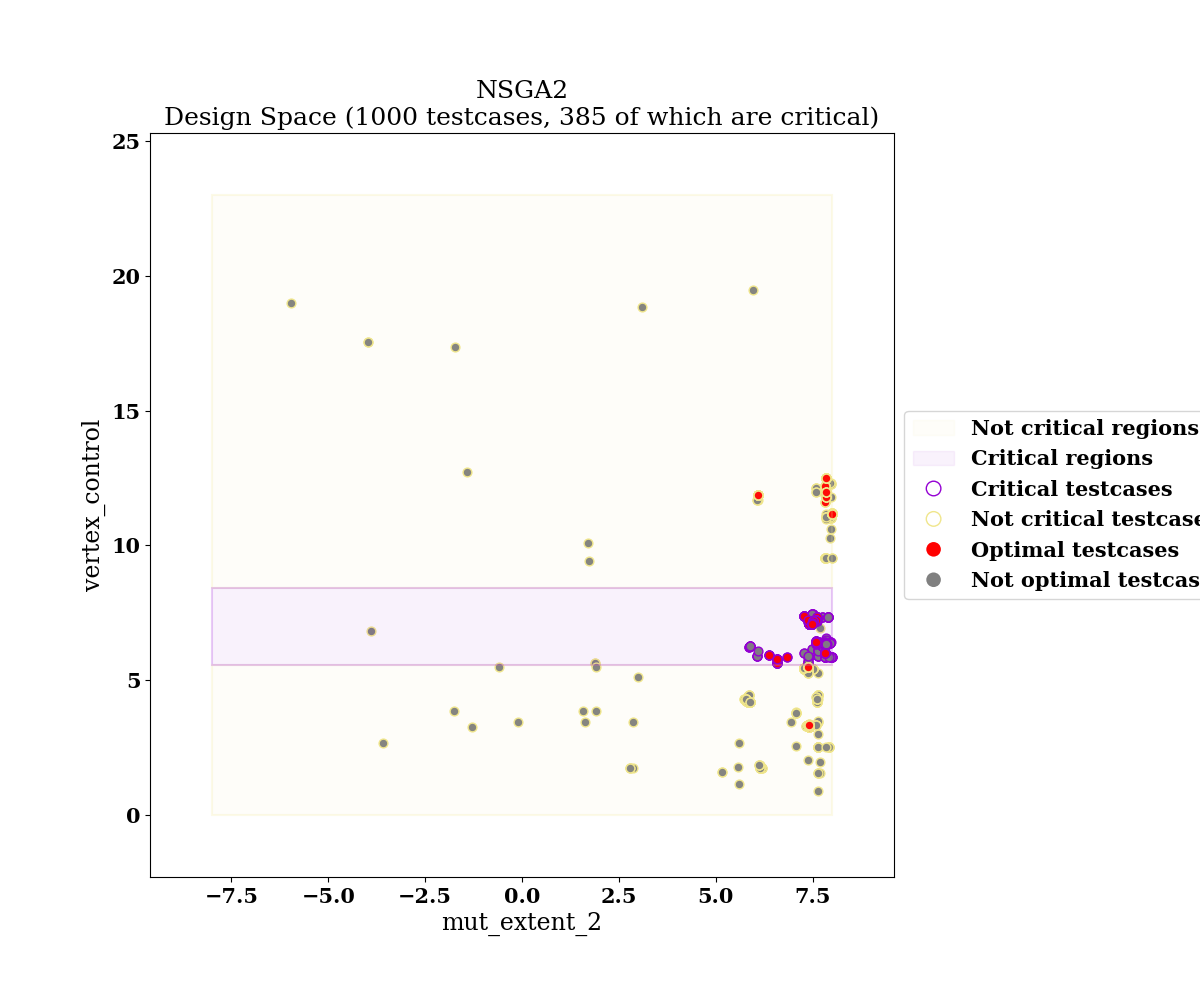 NSGA2
Design Space (1000 testcases, 385 of which are critical)
25
20
15
10
5
0
vertex_control
−7.5
−5.0
−2.5
0.0
2.5
5.0
7.5
mut_extent_2
Not critical regions
Critical regions
Critical testcases
Not critical testcase
Optimal testcases
Not optimal testcas